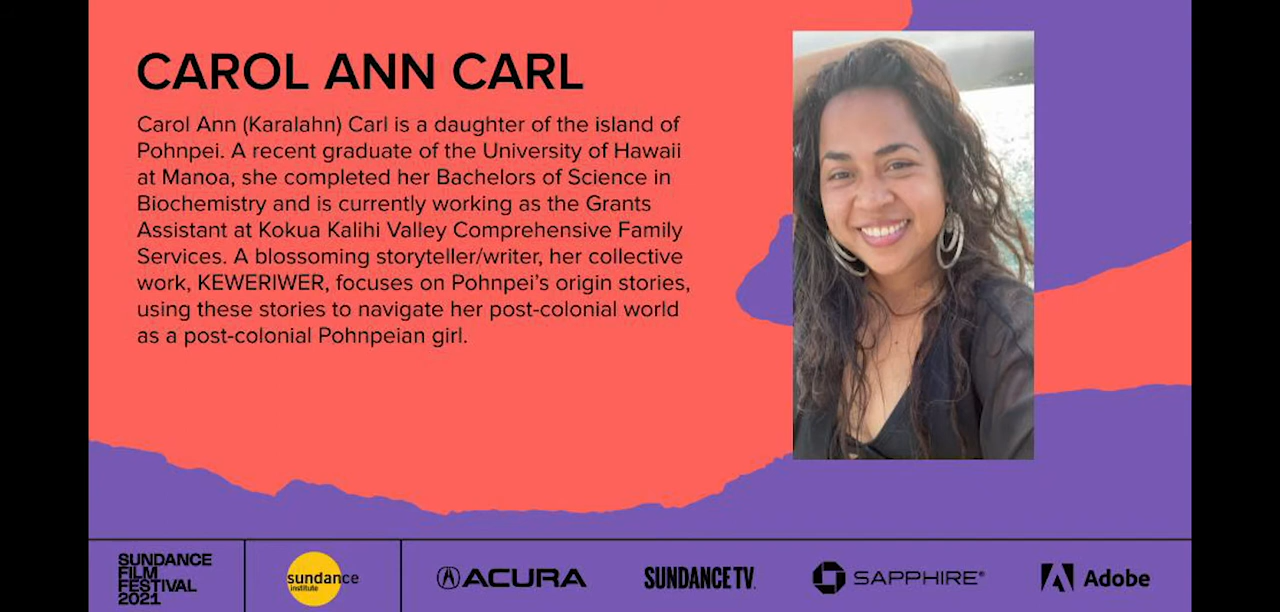 CAROL ANN CARL
Carol Ann (Karalahn) Carl is a daughter of the island of
Pohnpei. A recent graduate of the University of Hawaii
at Manoa, she completed her Bachelors of Science in
Biochemistry and is currently working as the Grants
Assistant at Kokua Kalihi Valley Comprehensive Family
Services. A blossoming storyteller/writer, her collective
work, KEWERIWER, focuses on Pohnpei’s origin stories,
using these stories to navigate her post-colonial world
as a post-colonial Pohnpeian girl.
SUNDANCE
FILM
FESTIVAL
2021
sundance
institute
ACURA
SUNDANCE TV.
SAPPHIRE®
Adobe